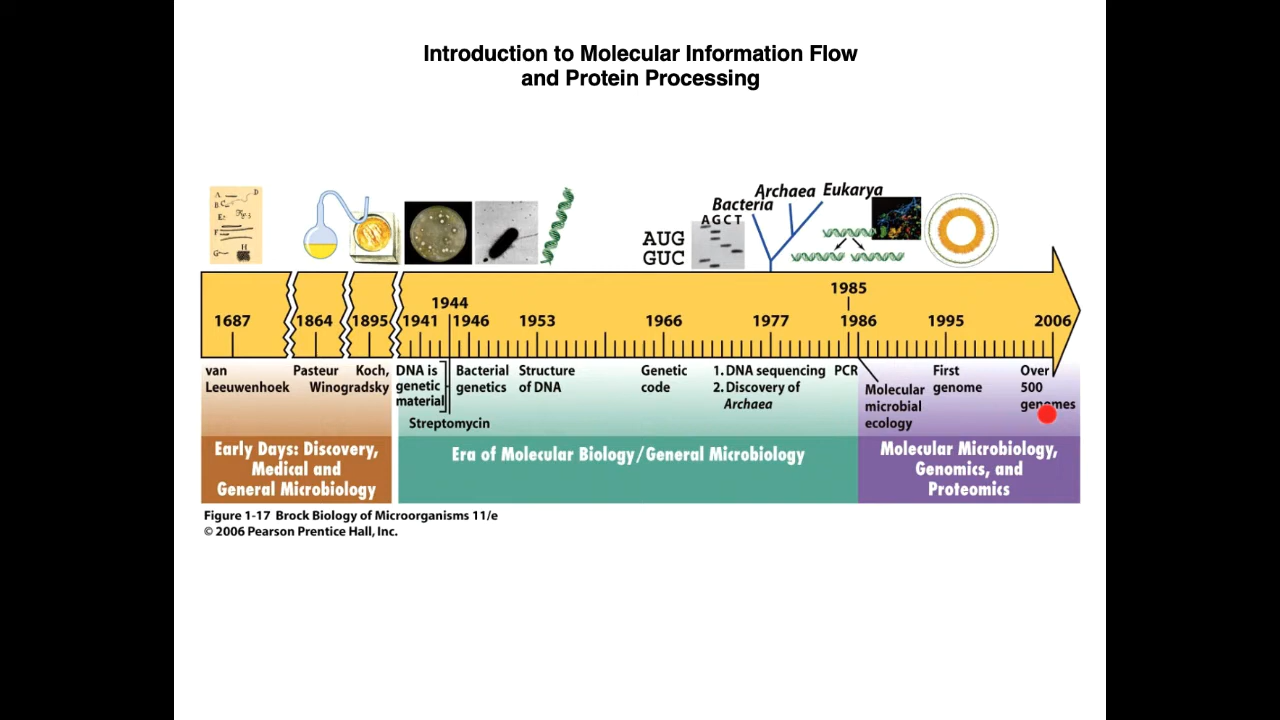 Introduction to Molecular Information Flow
and Protein Processing
Archaea Eukarya
Bacteria
A G C T
AUG
GUC
A
D
B
C
E
F
G
H
1944
1985
1687
1864
1895
1941
1946
1953
1966
1977
1986
1995
2006
van
Leeuwenhoek
Pasteur
Koch,
Winogradsky
DNA is
genetic
material
Streptomycin
Bacterial
genetics
Structure
of DNA
Genetic
code
1. DNA sequencing
2. Discovery of
Archaea
PCR
Molecular
microbial
ecology
First
genome
Over
500
genomes
Early Days: Discovery,
Medical and
General Microbiology
Era of Molecular Biology/General Microbiology
Molecular Microbiology,
Genomics, and
Proteomics
Figure 1-17 Brock Biology of Microorganisms 11/e
© 2006 Pearson Prentice Hall, Inc.